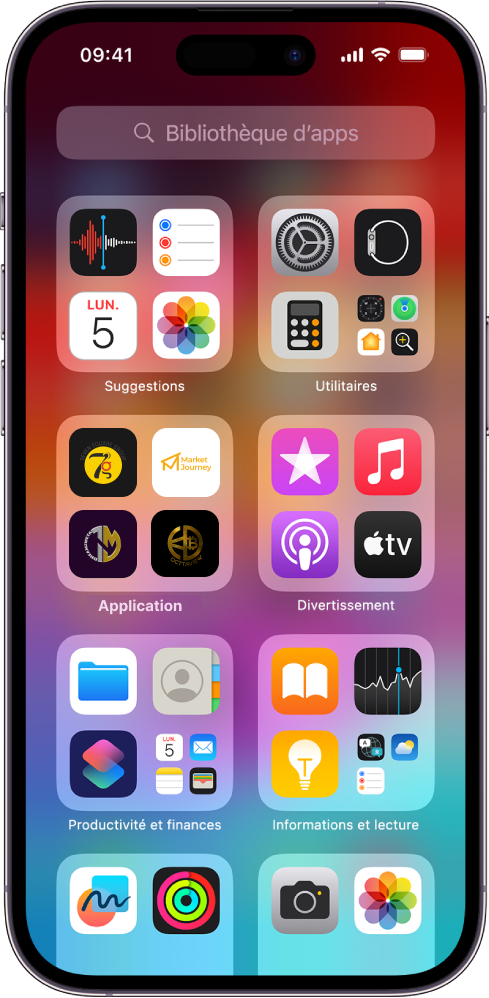 09:41
Bibliothèque d’apps
LUN.
5
Suggestions
Utilitaires
7
Market
Journey
tv
Application
Divertissement
LUN.
5
Productivité et finances
Informations et lecture